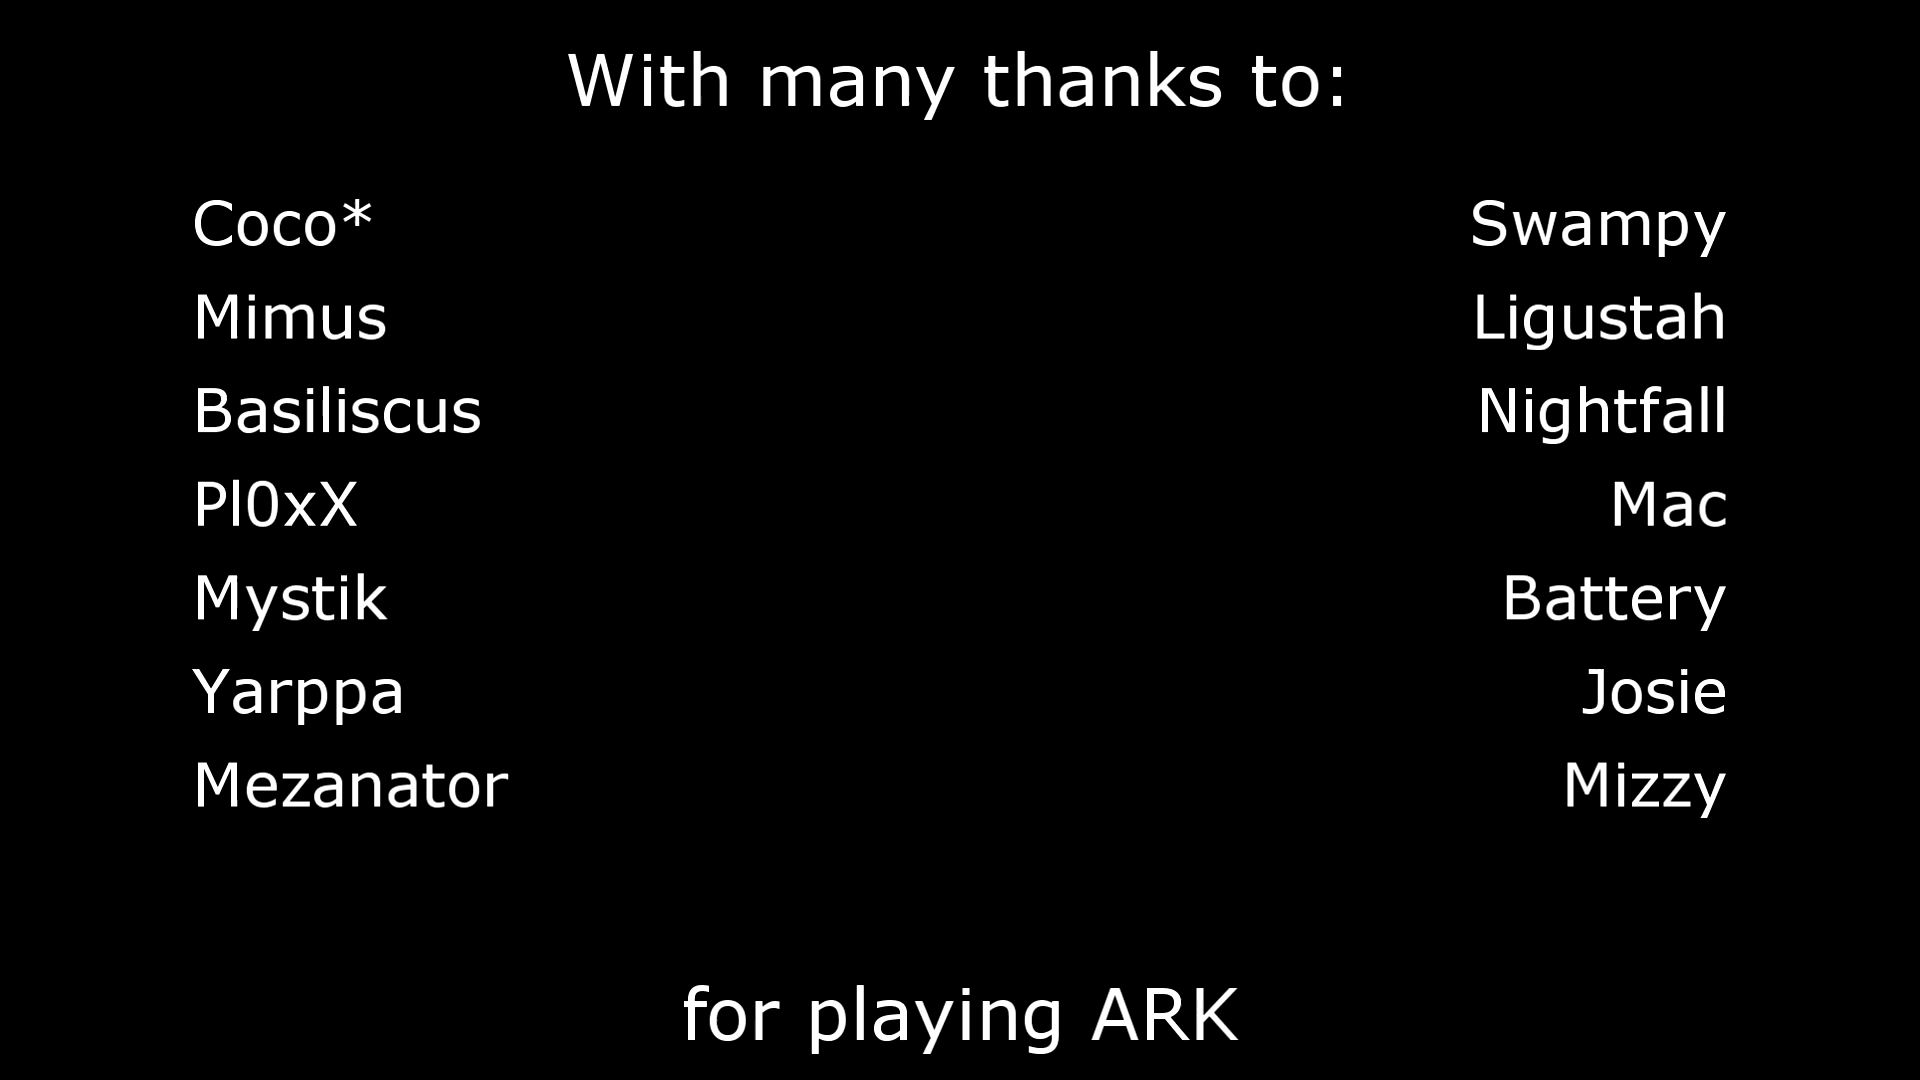 With many thanks to:
Coco* Swampy
Mimus Ligustah
Basiliscus Nightfall
Pl0xX Mac
Mystik Battery
Yarppa Josie
Mezanator Mizzy
for playing ARK